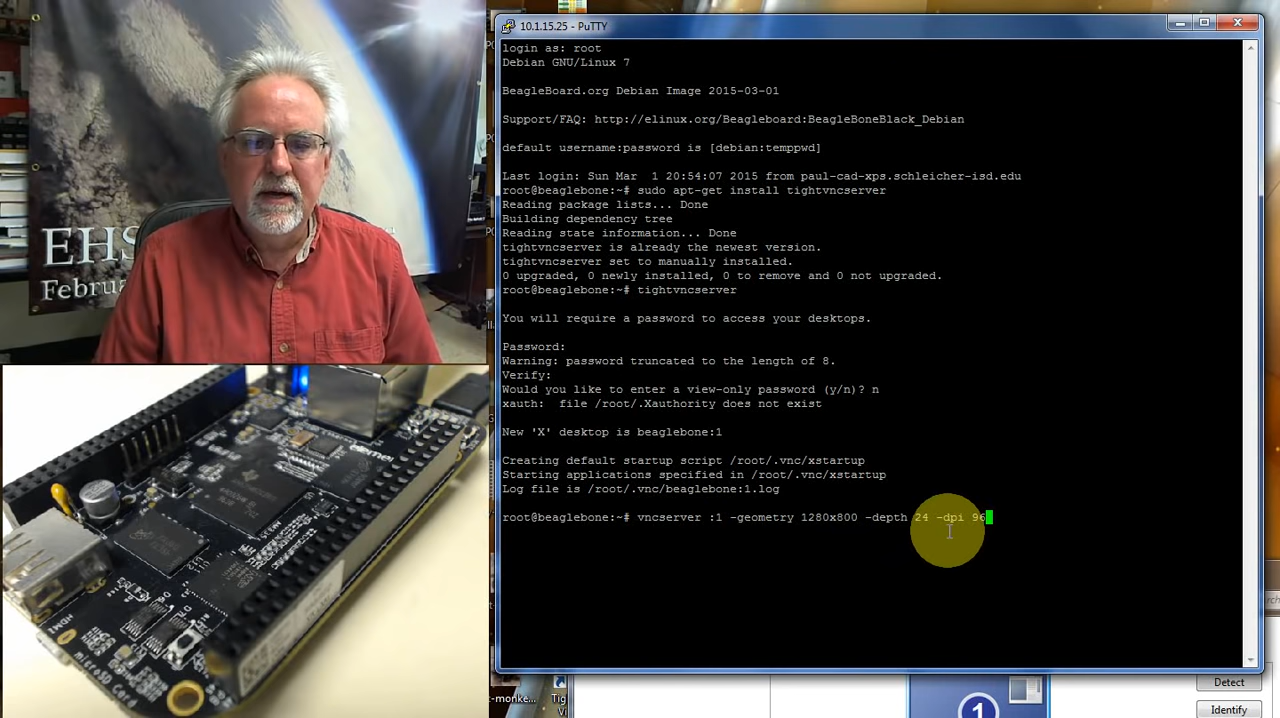 10.1.15.25 - PuTTY
login as: root
Debian GNU/Linux 7
BeagleBoard.org Debian Image 2015-03-01
Support/FAQ: http://elinux.org/Beagleboard:BeagleBoneBlack_Debian
default username:password is [debian:temppwd]
Last login: Sun Mar  1 20:54:07 2015 from paul-cad-xps.schleicher-isd.edu
root@beaglebone:~# sudo apt-get install tightvncserver
Reading package lists... Done
Building dependency tree
Reading state information... Done
tightvncserver is already the newest version.
tightvncserver set to manually installed.
0 upgraded, 0 newly installed, 0 to remove and 0 not upgraded.
root@beaglebone:~# tightvncserver
You will require a password to access your desktops.
Password:
Warning: password truncated to the length of 8.
Verify:
Would you like to enter a view-only password (y/n)? n
xauth:  file /root/.Xauthority does not exist
New 'X' desktop is beaglebone:1
Creating default startup script /root/.vnc/xstartup
Starting applications specified in /root/.vnc/xstartup
Log file is /root/.vnc/beaglebone:1.log
root@beaglebone:~# vncserver :1 -geometry 1280x800 -depth 24 -dpi 96
EHS
Februa
HDMI
microSD Card
Detect
Identify
1